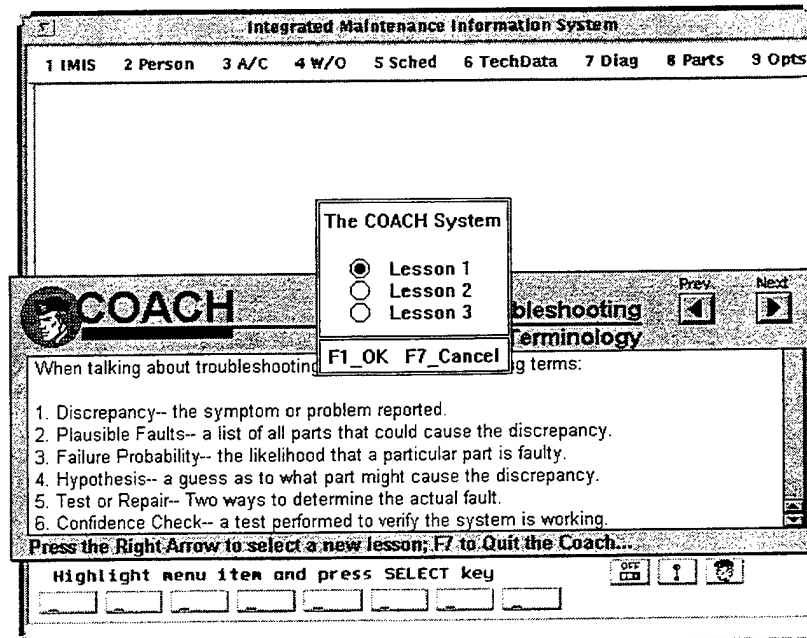 Integrated Maintenance Information System
1 IMIS 2 Person 3 A/C 4 W/O 5 Sched 6 TechData 7 Diag 8 Parts 9 Opts
The COACH System
Lesson 1
Lesson 2
Lesson 3
F1_OK F7_Cancel
COACH
Prev.
Next
bleshooting
Terminology
When talking about troubleshooting
g terms:
1. Discrepancy-- the symptom or problem reported.
2. Plausible Faults-- a list of all parts that could cause the discrepancy.
3. Failure Probability-- the likelihood that a particular part is faulty.
4. Hypothesis-- a guess as to what part might cause the discrepancy.
5. Test or Repair-- Two ways to determine the actual fault.
6. Confidence Check-- a test performed to verify the system is working.
Press the Right Arrow to select a new lesson; F7 to Quit the Coach...
Highlight menu item and press SELECT key
OFF